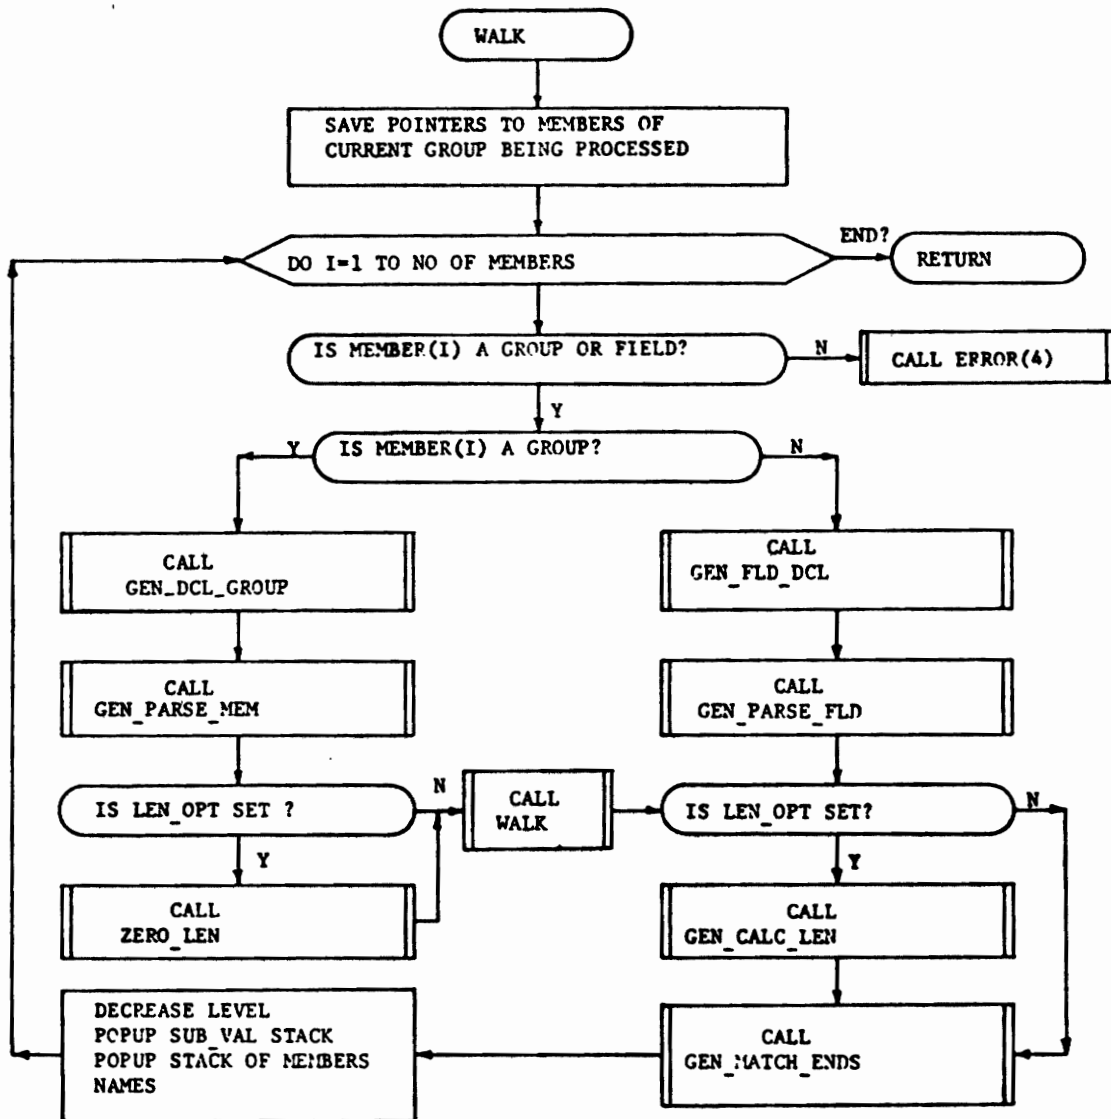 WALK
SAVE POINTERS TO MEMBERS OF
CURRENT GROUP BEING PROCESSED
DO I=1 TO NO OF MEMBERS
END?
RETURN
IS MEMBER(I) A GROUP OR FIELD?
N
CALL ERROR(4)
Y
Y
IS MEMBER(I) A GROUP?
N
CALL
GEN_DCL_GROUP
CALL
GEN_FLD_DCL
CALL
GEN_PARSE_MEM
CALL
GEN_PARSE_FLD
IS LEN_OPT SET ?
N
CALL
WALK
IS LEN_OPT SET?
N
Y
Y
CALL
ZERO_LEN
CALL
GEN_CALC_LEN
DECREASE LEVEL
POPUP SUB_VAL STACK
POPUP STACK OF MEMBERS
NAMES
CALL
GEN_MATCH_ENDS